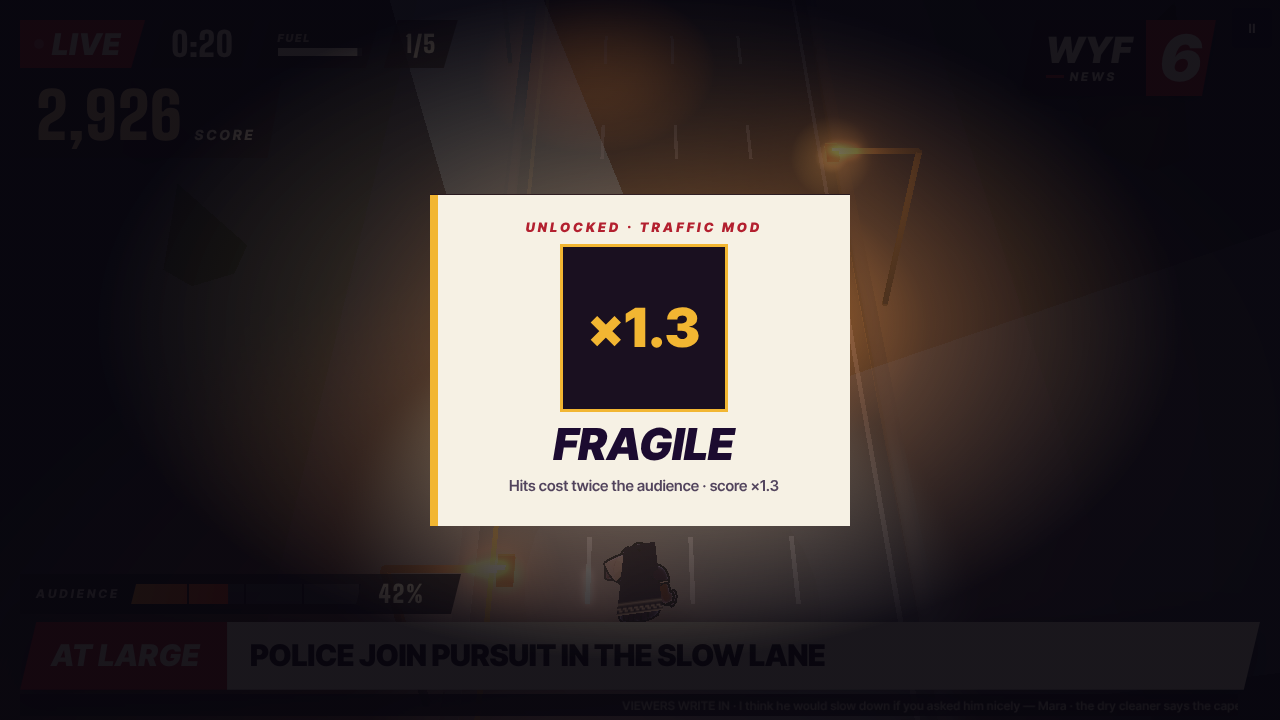 LIVE
0:20
FUEL
1/5
WYF
NEWS
6
2,926 SCORE
UNLOCKED · TRAFFIC MOD
×1.3
FRAGILE
Hits cost twice the audience · score ×1.3
AUDIENCE
42%
AT LARGE
POLICE JOIN PURSUIT IN THE SLOW LANE
VIEWERS WRITE IN · I think he would slow down if you asked him nicely — Mara · the dry cleaner says the cape